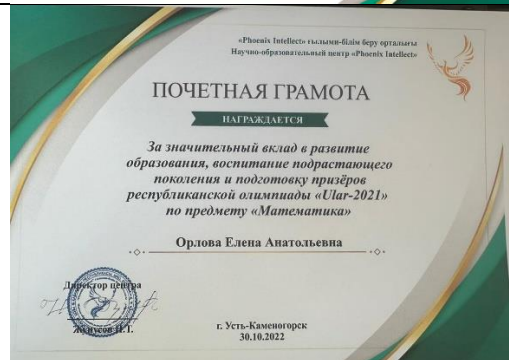 «Phoenix Intellect» ғылыми-білім беру орталығы
Научно-образовательный центр «Phoenix Intellect»
ПОЧЕТНАЯ ГРАМОТА
НАГРАЖДАЕТСЯ
За значительный вклад в развитие
образования, воспитание подрастающего
поколения и подготовку призёров
республиканской олимпиады «Ular-2021»
по предмету «Математика»
Орлова Елена Анатольевна
Директор центра
г. Усть-Каменогорск
30.10.2022